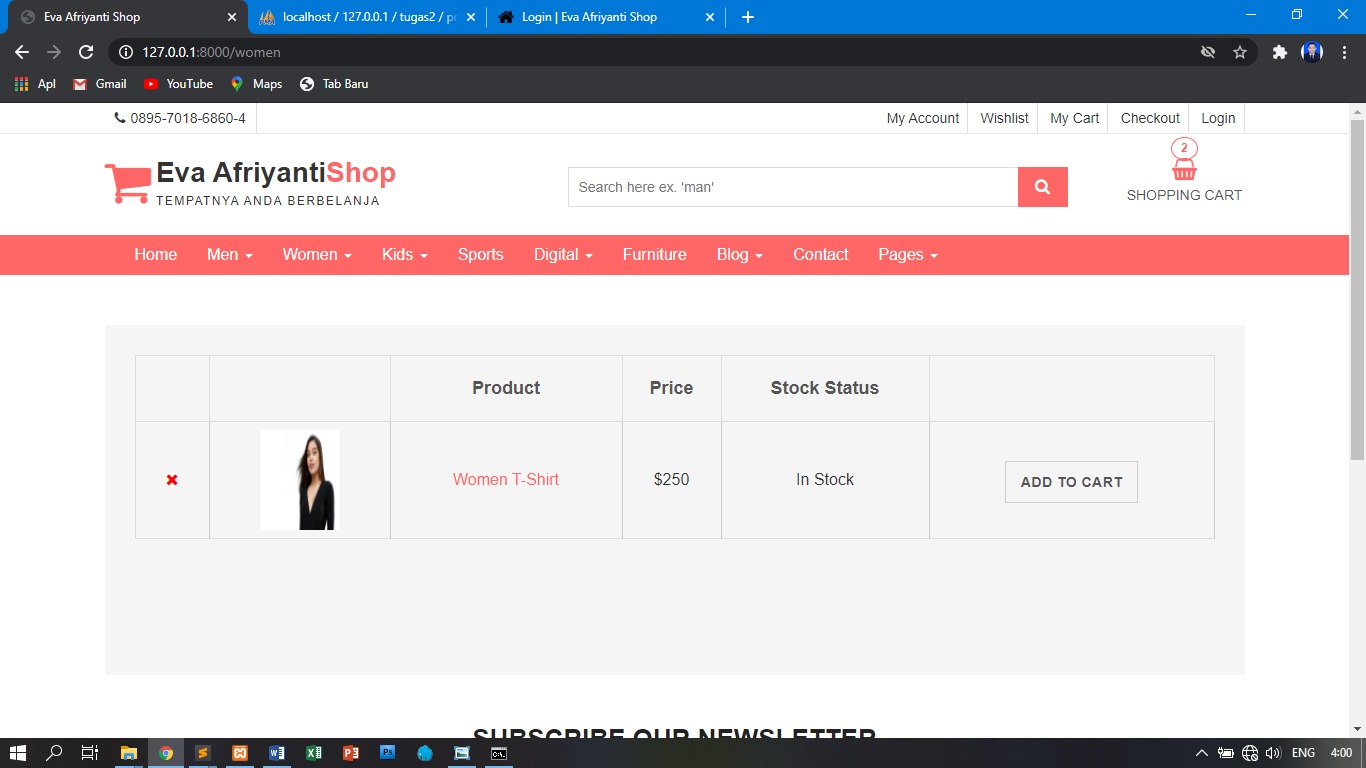 Eva Afriyanti Shop
localhost / 127.0.0.1 / tugas2 / pr
Login | Eva Afriyanti Shop
127.0.0.1:8000/women
Apl Gmail YouTube Maps Tab Baru
0895-7018-6860-4 My Account Wishlist My Cart Checkout Login
2
Eva AfriyantiShop
TEMPATNYA ANDA BERBELANJA
Search here ex. 'man'
SHOPPING CART
Home Men Women Kids Sports Digital Furniture Blog Contact Pages
Product Price Stock Status
Women T-Shirt $250 In Stock ADD TO CART
SUBSCRIBE OUR NEWSLETTER
ENG 4:00